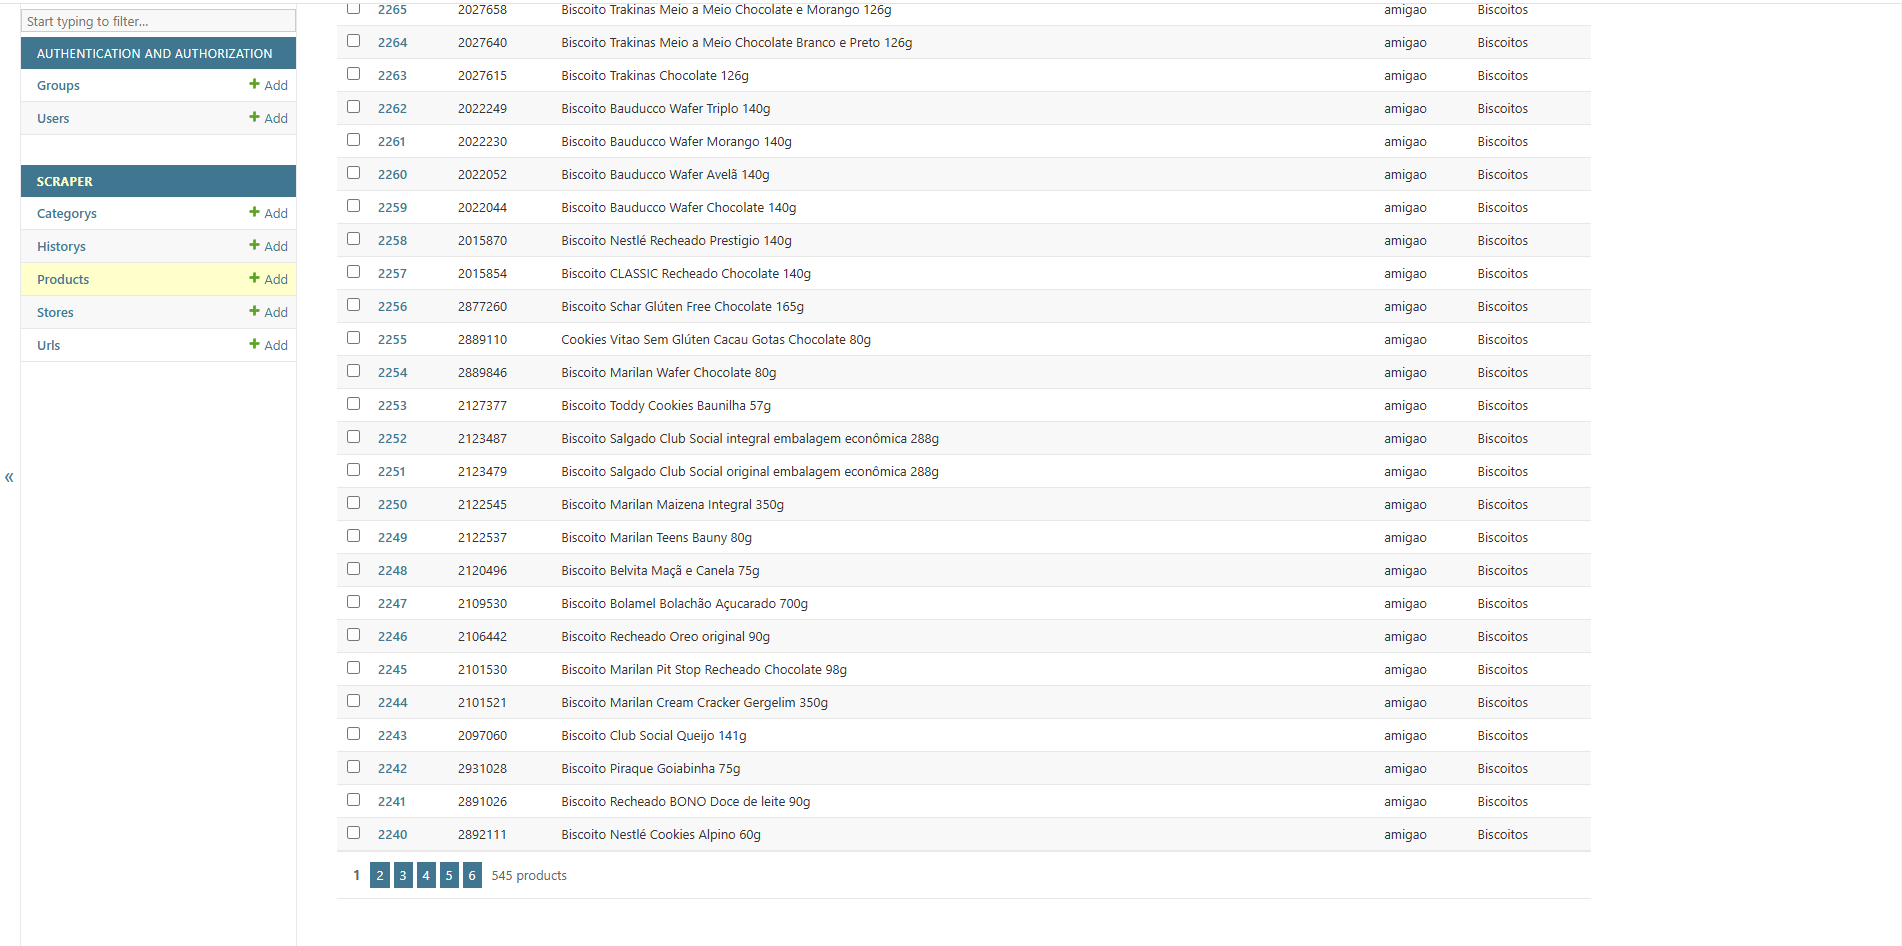 Start typing to filter...
AUTHENTICATION AND AUTHORIZATION
Groups + Add
Users + Add
SCRAPER
Categorys + Add
Historys + Add
Products + Add
Stores + Add
Urls + Add
«
2265 2027658 Biscoito Trakinas Meio a Meio Chocolate e Morango 126g amigao Biscoitos
2264 2027640 Biscoito Trakinas Meio a Meio Chocolate Branco e Preto 126g amigao Biscoitos
2263 2027615 Biscoito Trakinas Chocolate 126g amigao Biscoitos
2262 2022249 Biscoito Bauducco Wafer Triplo 140g amigao Biscoitos
2261 2022230 Biscoito Bauducco Wafer Morango 140g amigao Biscoitos
2260 2022052 Biscoito Bauducco Wafer Avelã 140g amigao Biscoitos
2259 2022044 Biscoito Bauducco Wafer Chocolate 140g amigao Biscoitos
2258 2015870 Biscoito Nestlé Recheado Prestigio 140g amigao Biscoitos
2257 2015854 Biscoito CLASSIC Recheado Chocolate 140g amigao Biscoitos
2256 2877260 Biscoito Schar Glúten Free Chocolate 165g amigao Biscoitos
2255 2889110 Cookies Vitao Sem Glúten Cacau Gotas Chocolate 80g amigao Biscoitos
2254 2889846 Biscoito Marilan Wafer Chocolate 80g amigao Biscoitos
2253 2127377 Biscoito Toddy Cookies Baunilha 57g amigao Biscoitos
2252 2123487 Biscoito Salgado Club Social integral embalagem econômica 288g amigao Biscoitos
2251 2123479 Biscoito Salgado Club Social original embalagem econômica 288g amigao Biscoitos
2250 2122545 Biscoito Marilan Maizena Integral 350g amigao Biscoitos
2249 2122537 Biscoito Marilan Teens Bauny 80g amigao Biscoitos
2248 2120496 Biscoito Belvita Maçã e Canela 75g amigao Biscoitos
2247 2109530 Biscoito Bolamel Bolachão Açucarado 700g amigao Biscoitos
2246 2106442 Biscoito Recheado Oreo original 90g amigao Biscoitos
2245 2101530 Biscoito Marilan Pit Stop Recheado Chocolate 98g amigao Biscoitos
2244 2101521 Biscoito Marilan Cream Cracker Gergelim 350g amigao Biscoitos
2243 2097060 Biscoito Club Social Queijo 141g amigao Biscoitos
2242 2931028 Biscoito Piraque Goiabinha 75g amigao Biscoitos
2241 2891026 Biscoito Recheado BONO Doce de leite 90g amigao Biscoitos
2240 2892111 Biscoito Nestlé Cookies Alpino 60g amigao Biscoitos
1 2 3 4 5 6 545 products